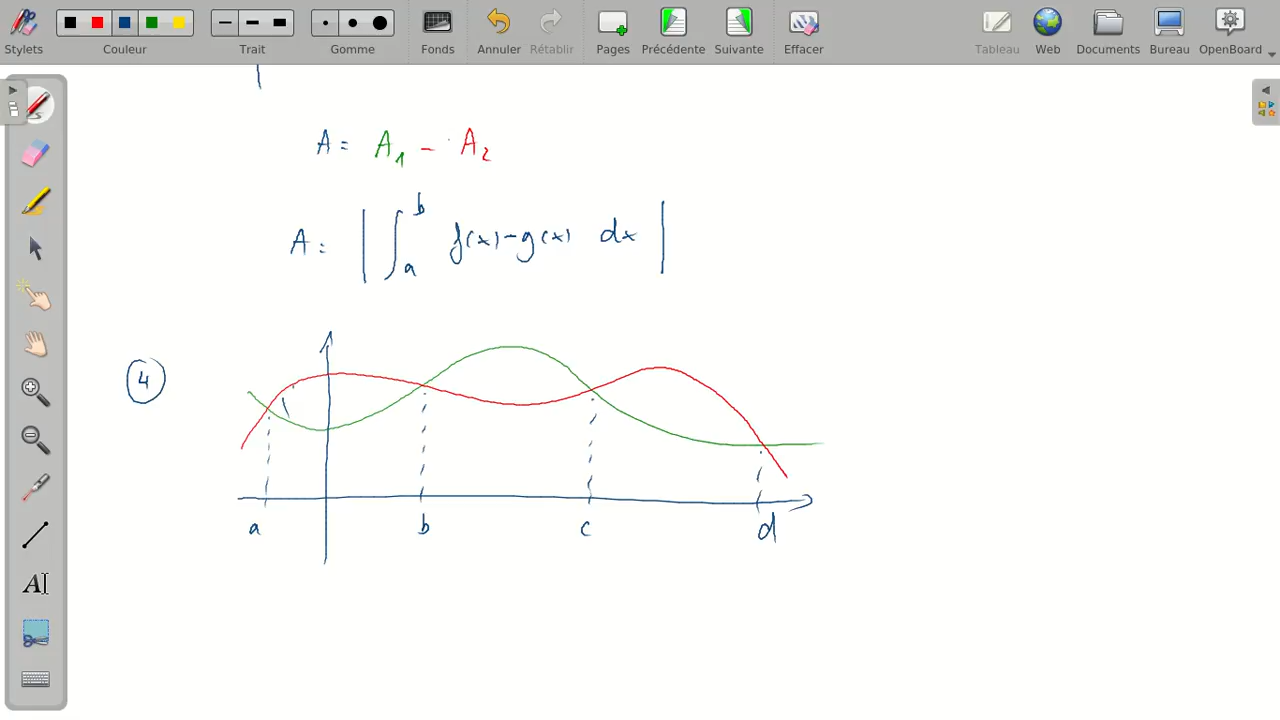 Stylets Couleur Trait Gomme Fonds Annuler Rétablir Pages Précédente Suivante Effacer Tableau Web Documents Bureau OpenBoard
A = A₁ - A₂
A = | ∫ₐᵇ f(x) - g(x) dx |
4
a b c d
A